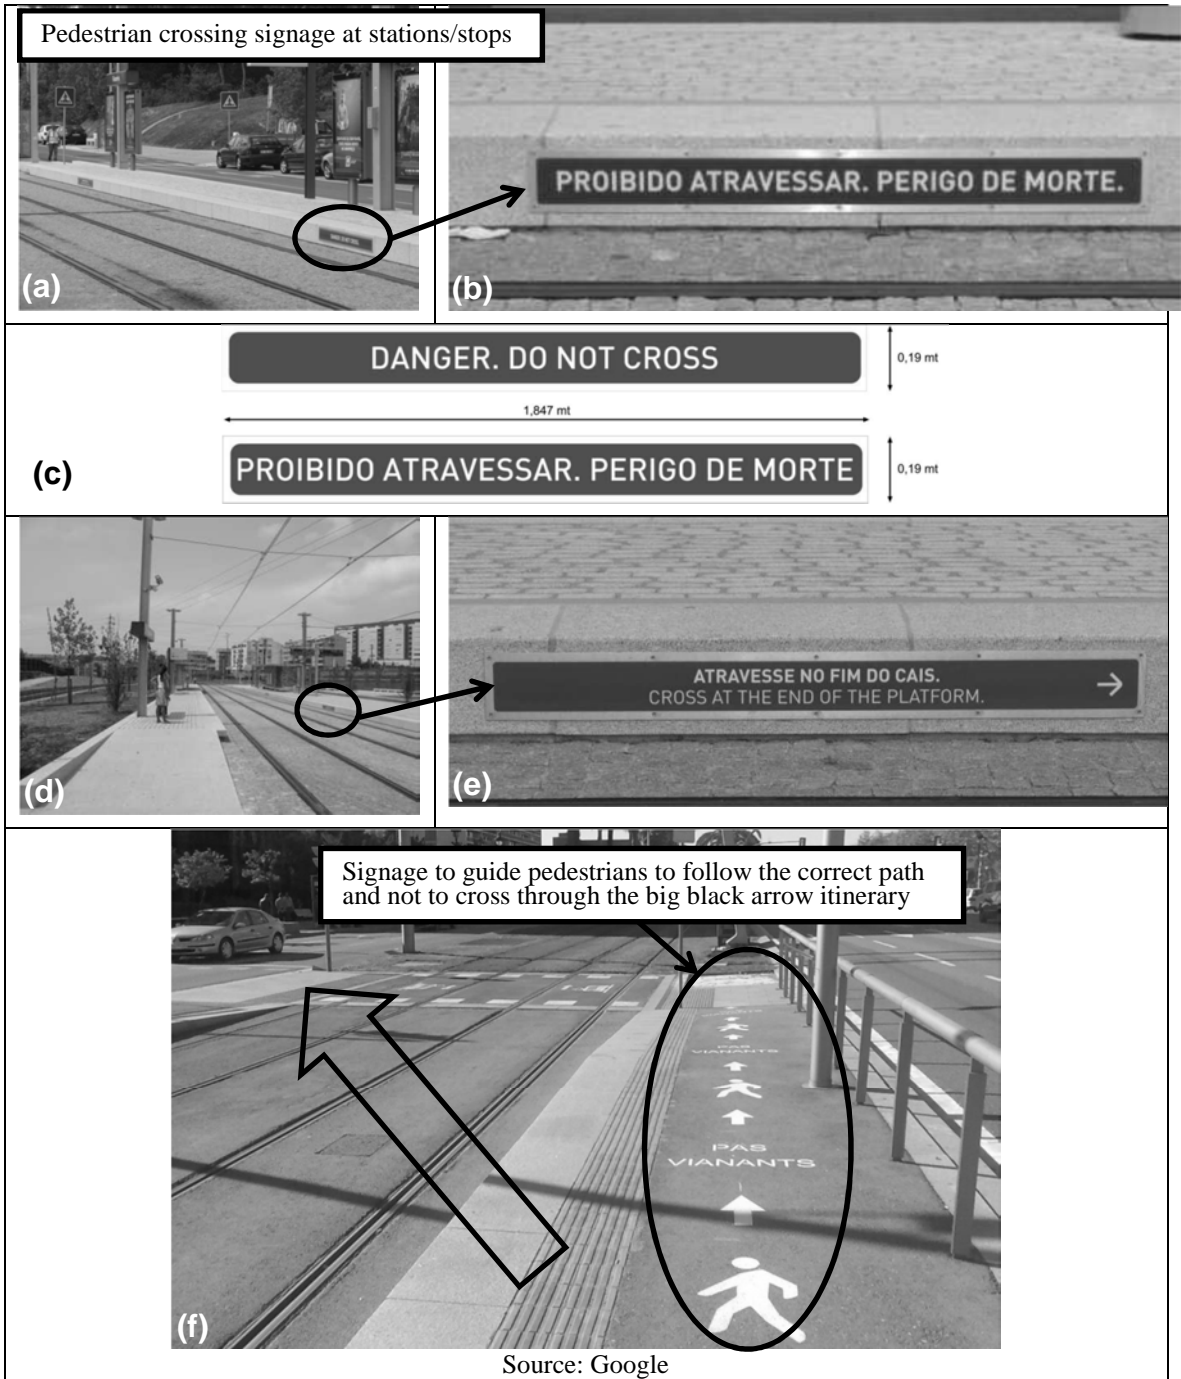 Pedestrian crossing signage at stations/stops
(a)
PROIBIDO ATRAVESSAR. PERIGO DE MORTE.
(b)
DANGER. DO NOT CROSS
0,19 mt
1,847 mt
(c)
PROIBIDO ATRAVESSAR. PERIGO DE MORTE
0,19 mt
(d)
ATRAVESSE NO FIM DO CAIS.
CROSS AT THE END OF THE PLATFORM.
(e)
Signage to guide pedestrians to follow the correct path
and not to cross through the big black arrow itinerary
PAS
VIANANTS
PAS
VIANANTS
(f)
Source: Google